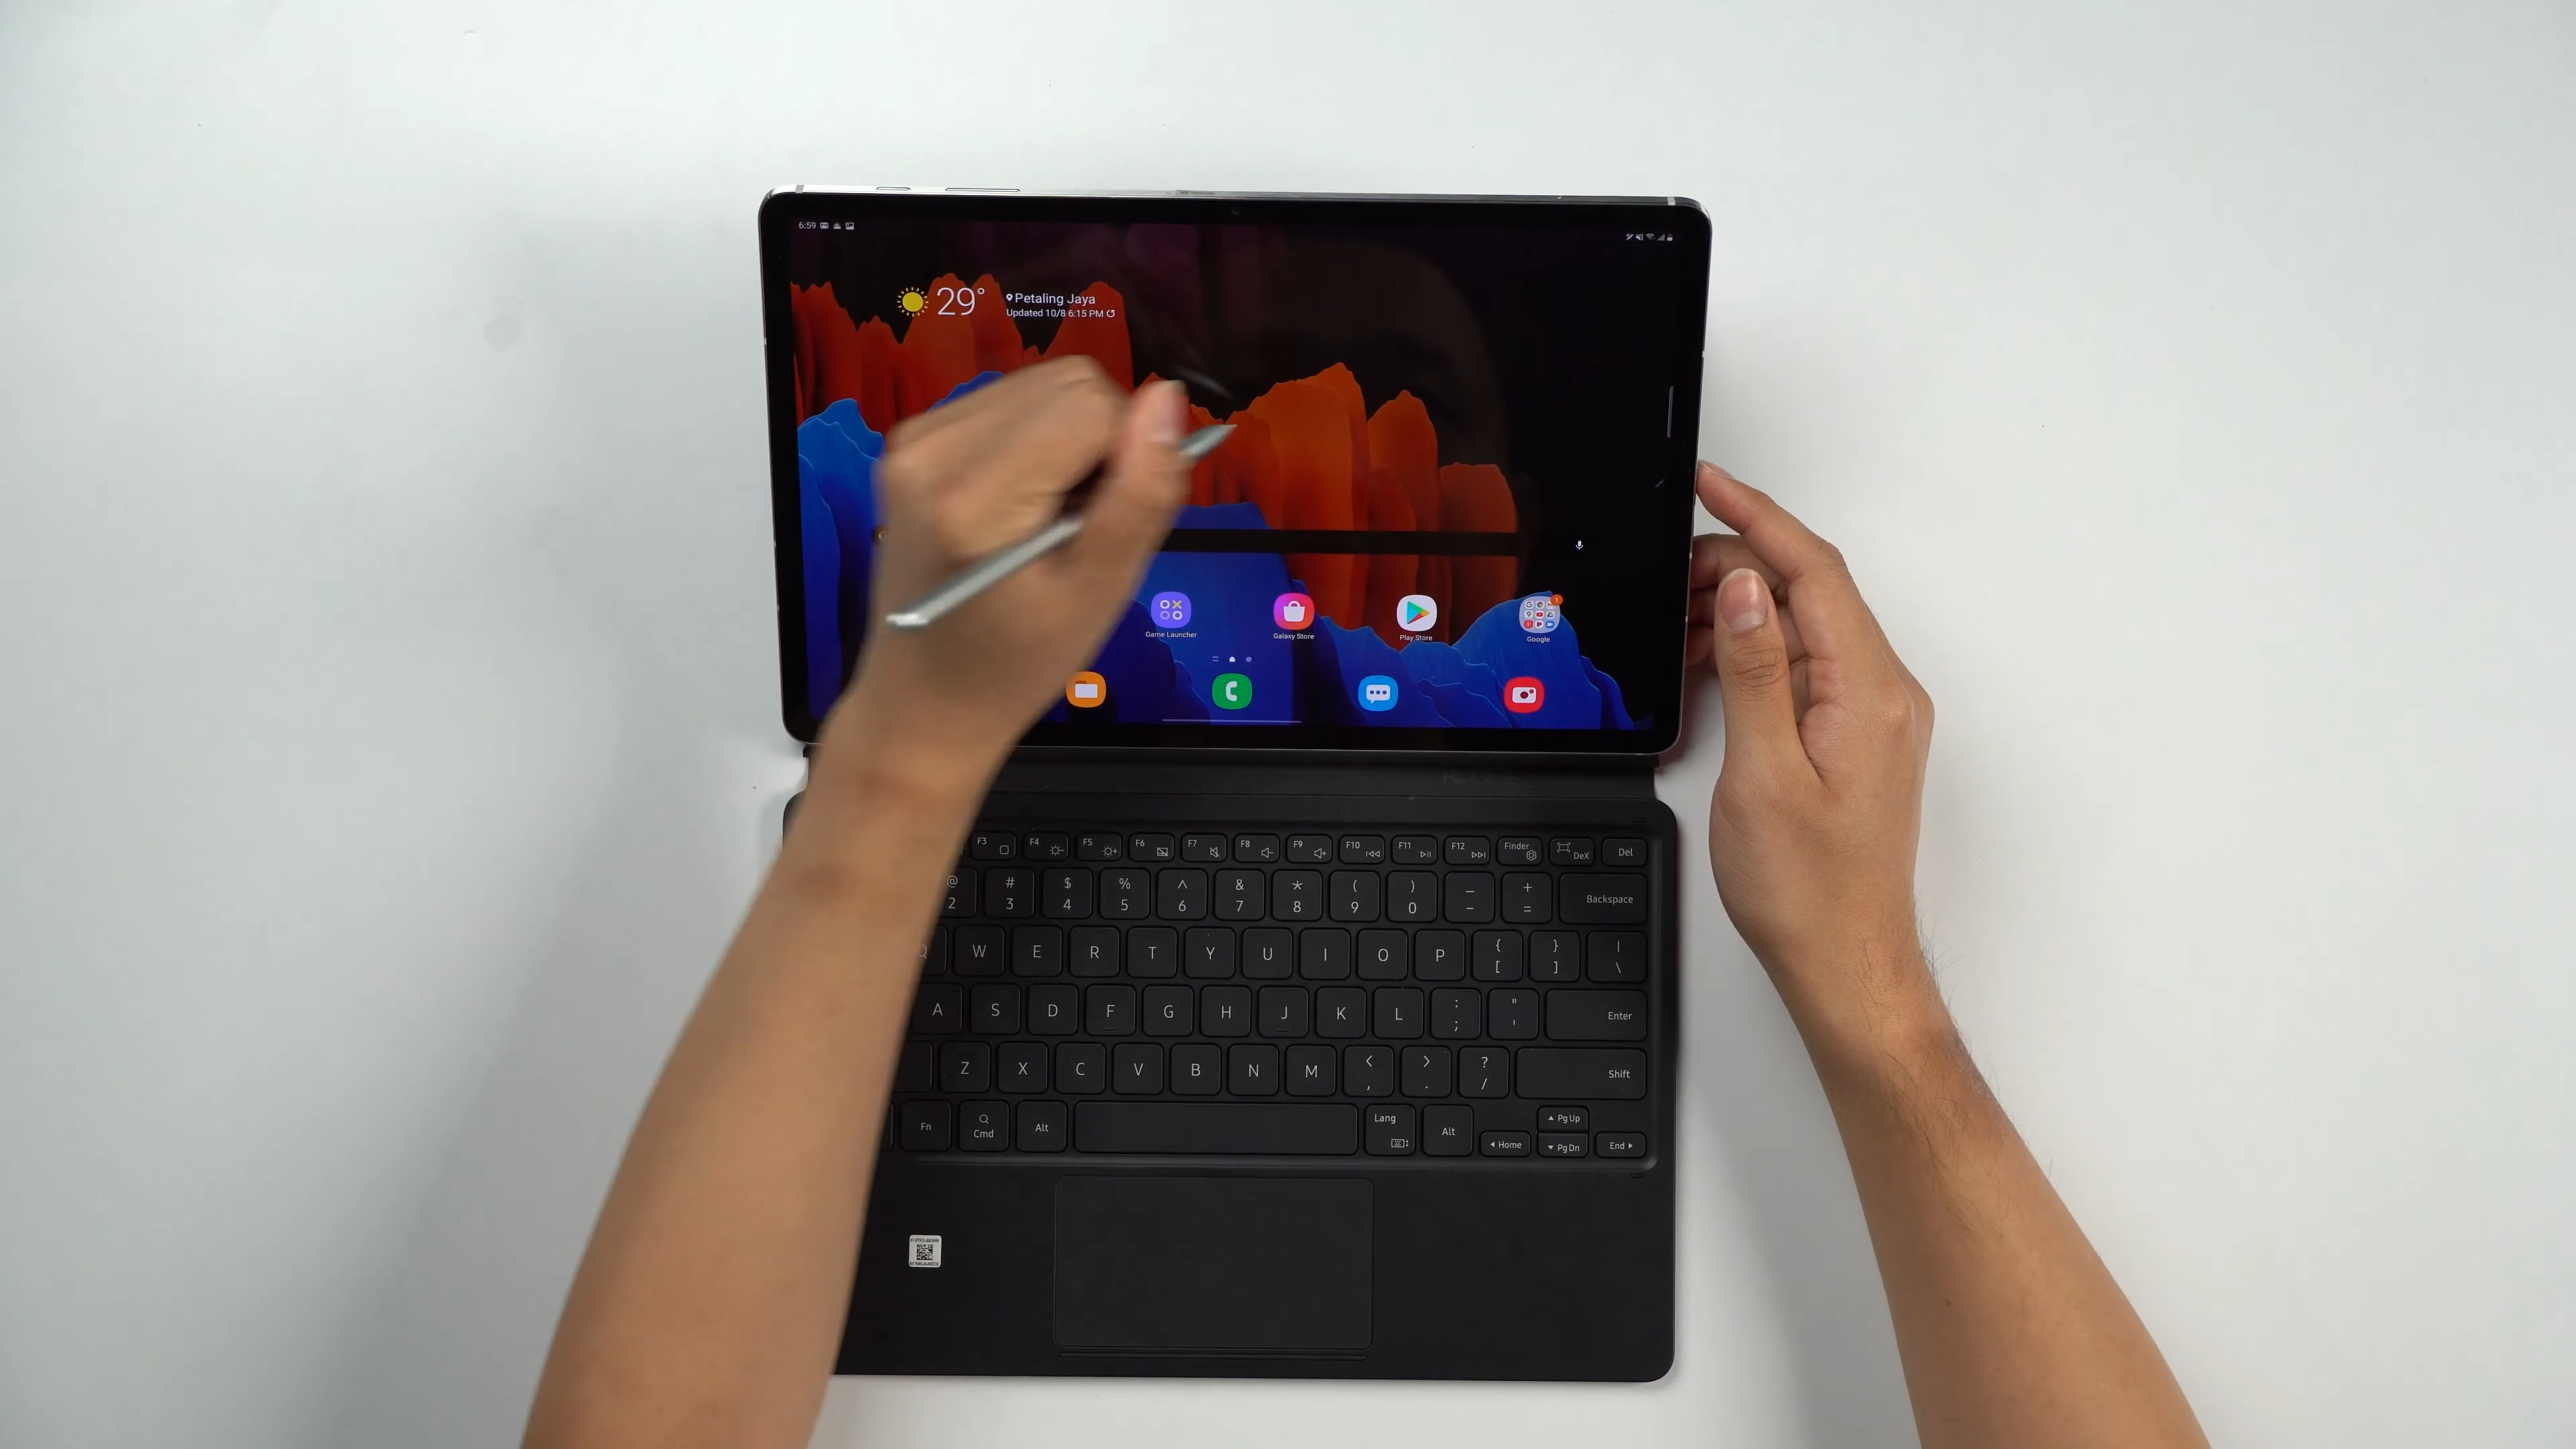 6:59
29°
Petaling Jaya
Updated 10/8 6:15 PM
Game Launcher
Galaxy Store
Play Store
1
Google
F3
F4
F5
F6
F7
F8
F9
F10
F11
F12
Finder
DeX
Del
@ 2
# 3
$ 4
% 5
^ 6
& 7
* 8
( 9
) 0
_ -
+ =
Backspace
Q W E R T Y U I O P { [ } ] | \
A S D F G H J K L : ; " ' Enter
Z X C V B N M < , > . ? / Shift
Fn
Cmd
Alt
Lang
Alt
Home
Pg Up
Pg Dn
End